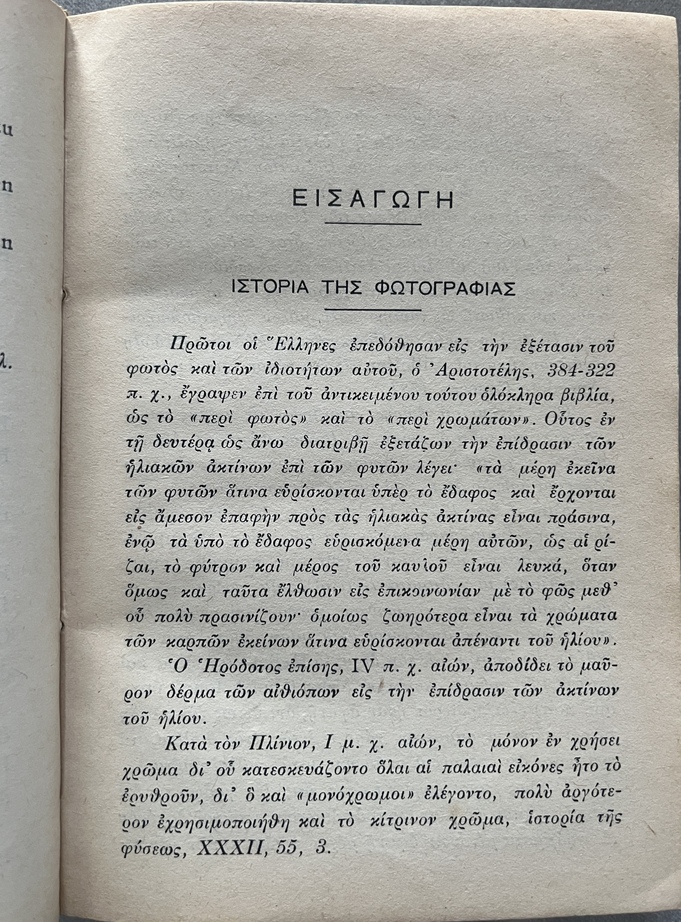 u
n
n
λ.
ΕΙΣΑΓΩΓΗ
ΙΣΤΟΡΙΑ ΤΗΣ ΦΩΤΟΓΡΑΦΙΑΣ
Πρῶτοι οἱ Ἕλληνες ἐπεδόθησαν εἰς τὴν ἐξέτασιν τοῦ
φωτὸς καὶ τῶν ἰδιοτήτων αὐτοῦ, ὁ Ἀριστοτέλης, 384-322
π. χ., ἔγραψεν ἐπὶ τοῦ ἀντικειμένου τούτου ὁλόκληρα βιβλία,
ὡς τὸ «περὶ φωτὸς» καὶ τὸ «περὶ χρωμάτων». Οὗτος ἐν
τῇ δευτέρᾳ ὡς ἄνω διατριβῇ ἐξετάζων τὴν ἐπίδρασιν τῶν
ἡλιακῶν ἀκτίνων ἐπὶ τῶν φυτῶν λέγει· «τὰ μέρη ἐκεῖνα
τῶν φυτῶν ἅτινα εὑρίσκονται ὑπὲρ τὸ ἔδαφος καὶ ἔρχονται
εἰς ἄμεσον ἐπαφὴν πρὸς τὰς ἡλιακὰς ἀκτίνας εἶναι πράσινα,
ἐνῷ τὰ ὑπὸ τὸ ἔδαφος εὑρισκόμενα μέρη αὐτῶν, ὡς αἱ ρί-
ζαι, τὸ φύτρον καὶ μέρος τοῦ καυλοῦ εἶναι λευκά, ὅταν
ὅμως καὶ ταῦτα ἔλθωσιν εἰς ἐπικοινωνίαν μὲ τὸ φῶς μεθ’
οὗ πολὺ πρασινίζουν· ὁμοίως ζωηρότερα εἶναι τὰ χρώματα
τῶν καρπῶν ἐκείνων ἅτινα εὑρίσκονται ἀπέναντι τοῦ ἡλίου».
Ὁ Ἡρόδοτος ἐπίσης, IV π. χ. αἰών, ἀποδίδει τὸ μαῦ-
ρον δέρμα τῶν αἰθιόπων εἰς τὴν ἐπίδρασιν τῶν ἀκτίνων
τοῦ ἡλίου.
Κατὰ τὸν Πλίνιον, I μ. χ. αἰών, τὸ μόνον ἐν χρήσει
χρῶμα δι’ οὗ κατεσκευάζοντο ὅλαι αἱ παλαιαὶ εἰκόνες ἦτο τὸ
ἐρυθροῦν, δι’ ὃ καὶ «μονόχρωμοι» ἐλέγοντο, πολὺ ἀργότε-
ρον ἐχρησιμοποιήθη καὶ τὸ κίτρινον χρῶμα, ἱστορία τῆς
φύσεως, XXXII, 55, 3.